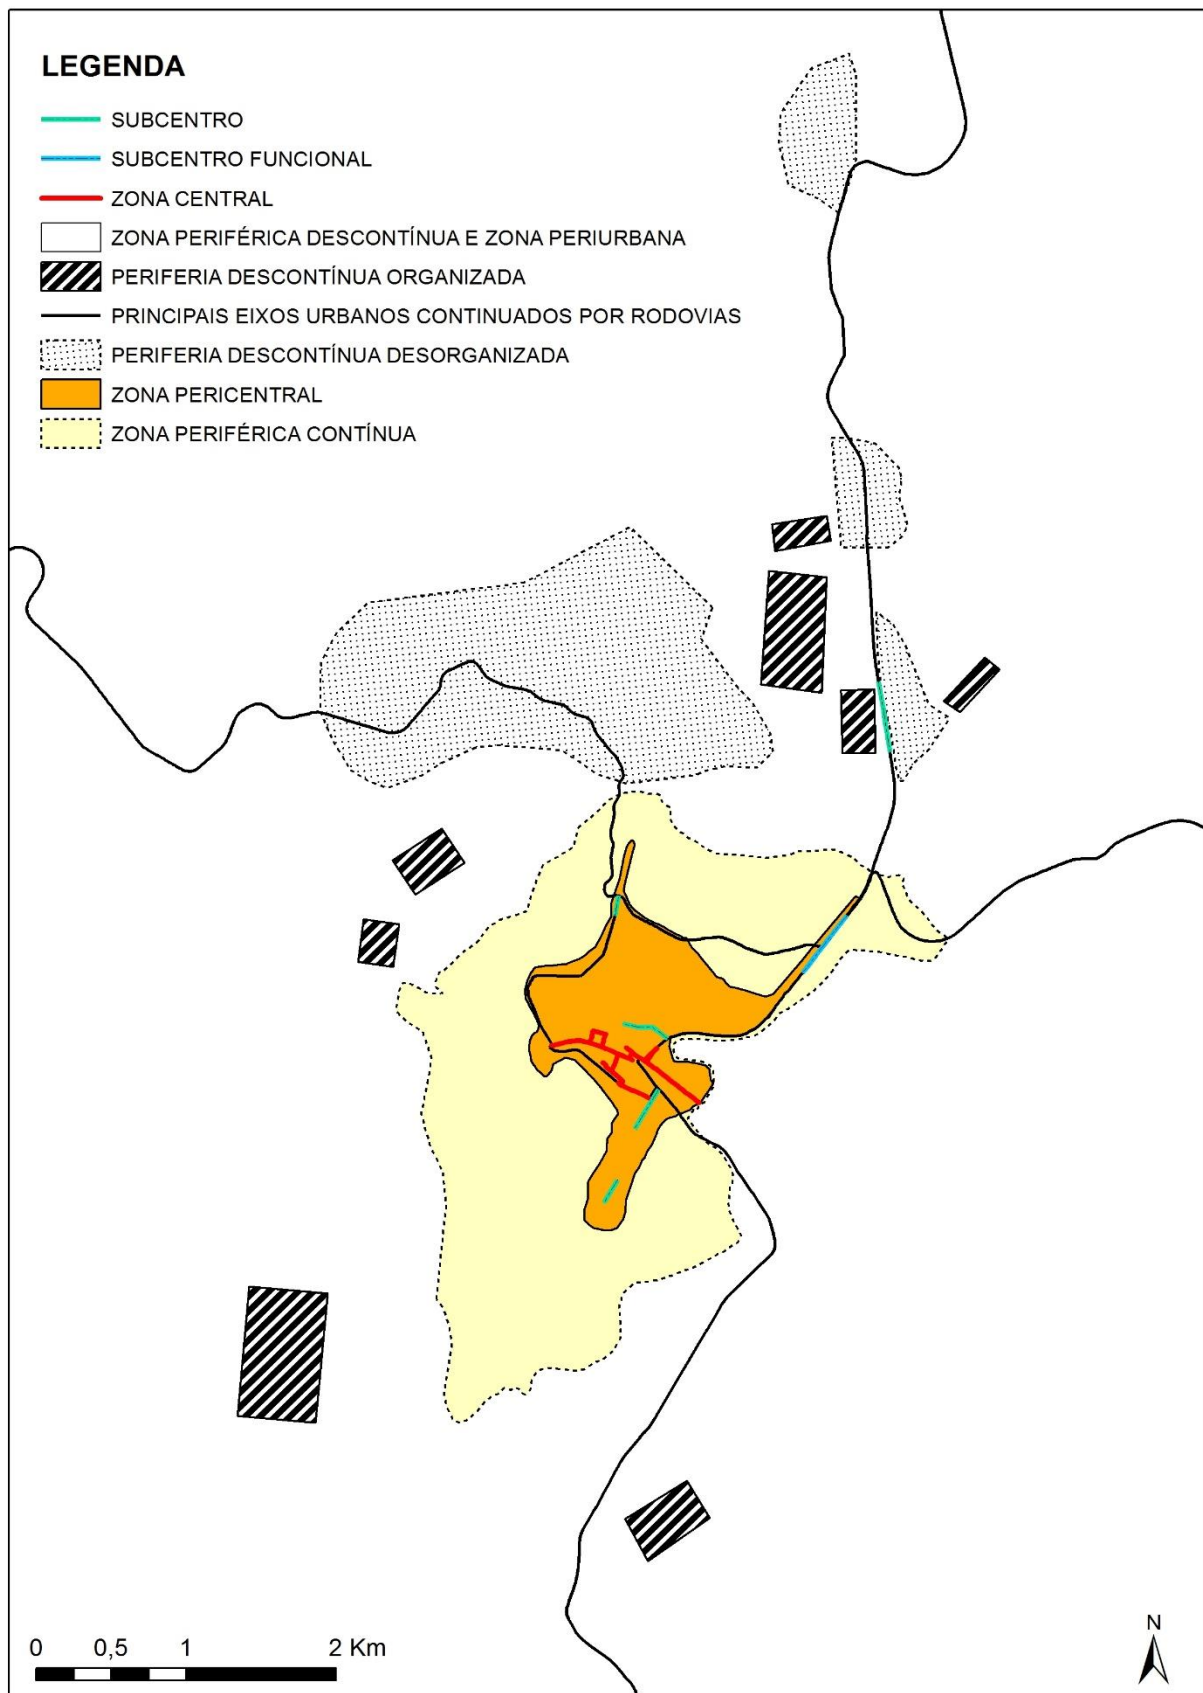 LEGENDA
SUBCENTRO
SUBCENTRO FUNCIONAL
ZONA CENTRAL
ZONA PERIFÉRICA DESCONTÍNUA E ZONA PERIURBANA
PERIFERIA DESCONTÍNUA ORGANIZADA
PRINCIPAIS EIXOS URBANOS CONTINUADOS POR RODOVIAS
PERIFERIA DESCONTÍNUA DESORGANIZADA
ZONA PERICENTRAL
ZONA PERIFÉRICA CONTÍNUA
0 0,5 1 2 Km
N